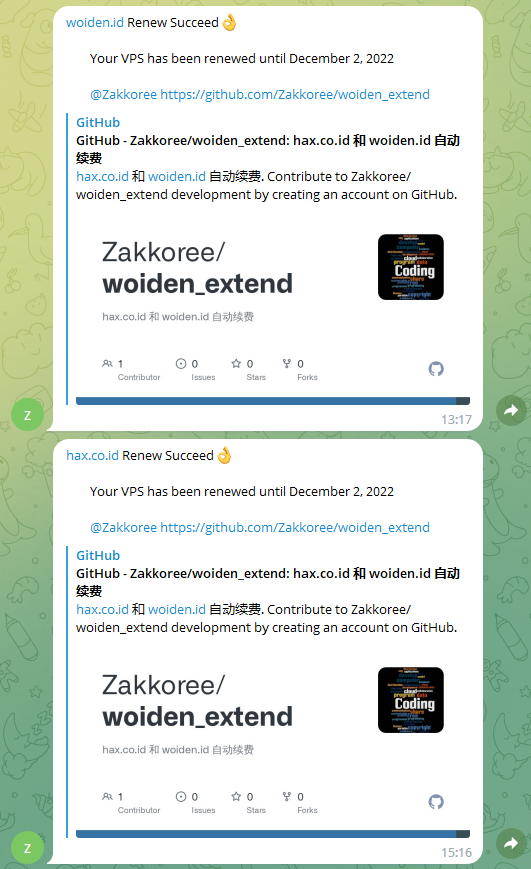 woiden.id Renew Succeed👌
Your VPS has been renewed until December 2, 2022
@Zakkoree https://github.com/Zakkoree/woiden_extend
GitHub
GitHub - Zakkoree/woiden_extend: hax.co.id 和 woiden.id 自动
续费
hax.co.id 和 woiden.id 自动续费. Contribute to Zakkoree/
woiden_extend development by creating an account on GitHub.
Zakkoree/
woiden_extend
Coding
hax.co.id 和 woiden.id 自动续费
1 0 0 0
Contributor Issues Stars Forks
13:17
Z
hax.co.id Renew Succeed👌
Your VPS has been renewed until December 2, 2022
@Zakkoree https://github.com/Zakkoree/woiden_extend
GitHub
GitHub - Zakkoree/woiden_extend: hax.co.id 和 woiden.id 自动
续费
hax.co.id 和 woiden.id 自动续费. Contribute to Zakkoree/
woiden_extend development by creating an account on GitHub.
Zakkoree/
woiden_extend
Coding
hax.co.id 和 woiden.id 自动续费
1 0 0 0
Contributor Issues Stars Forks
15:16
Z